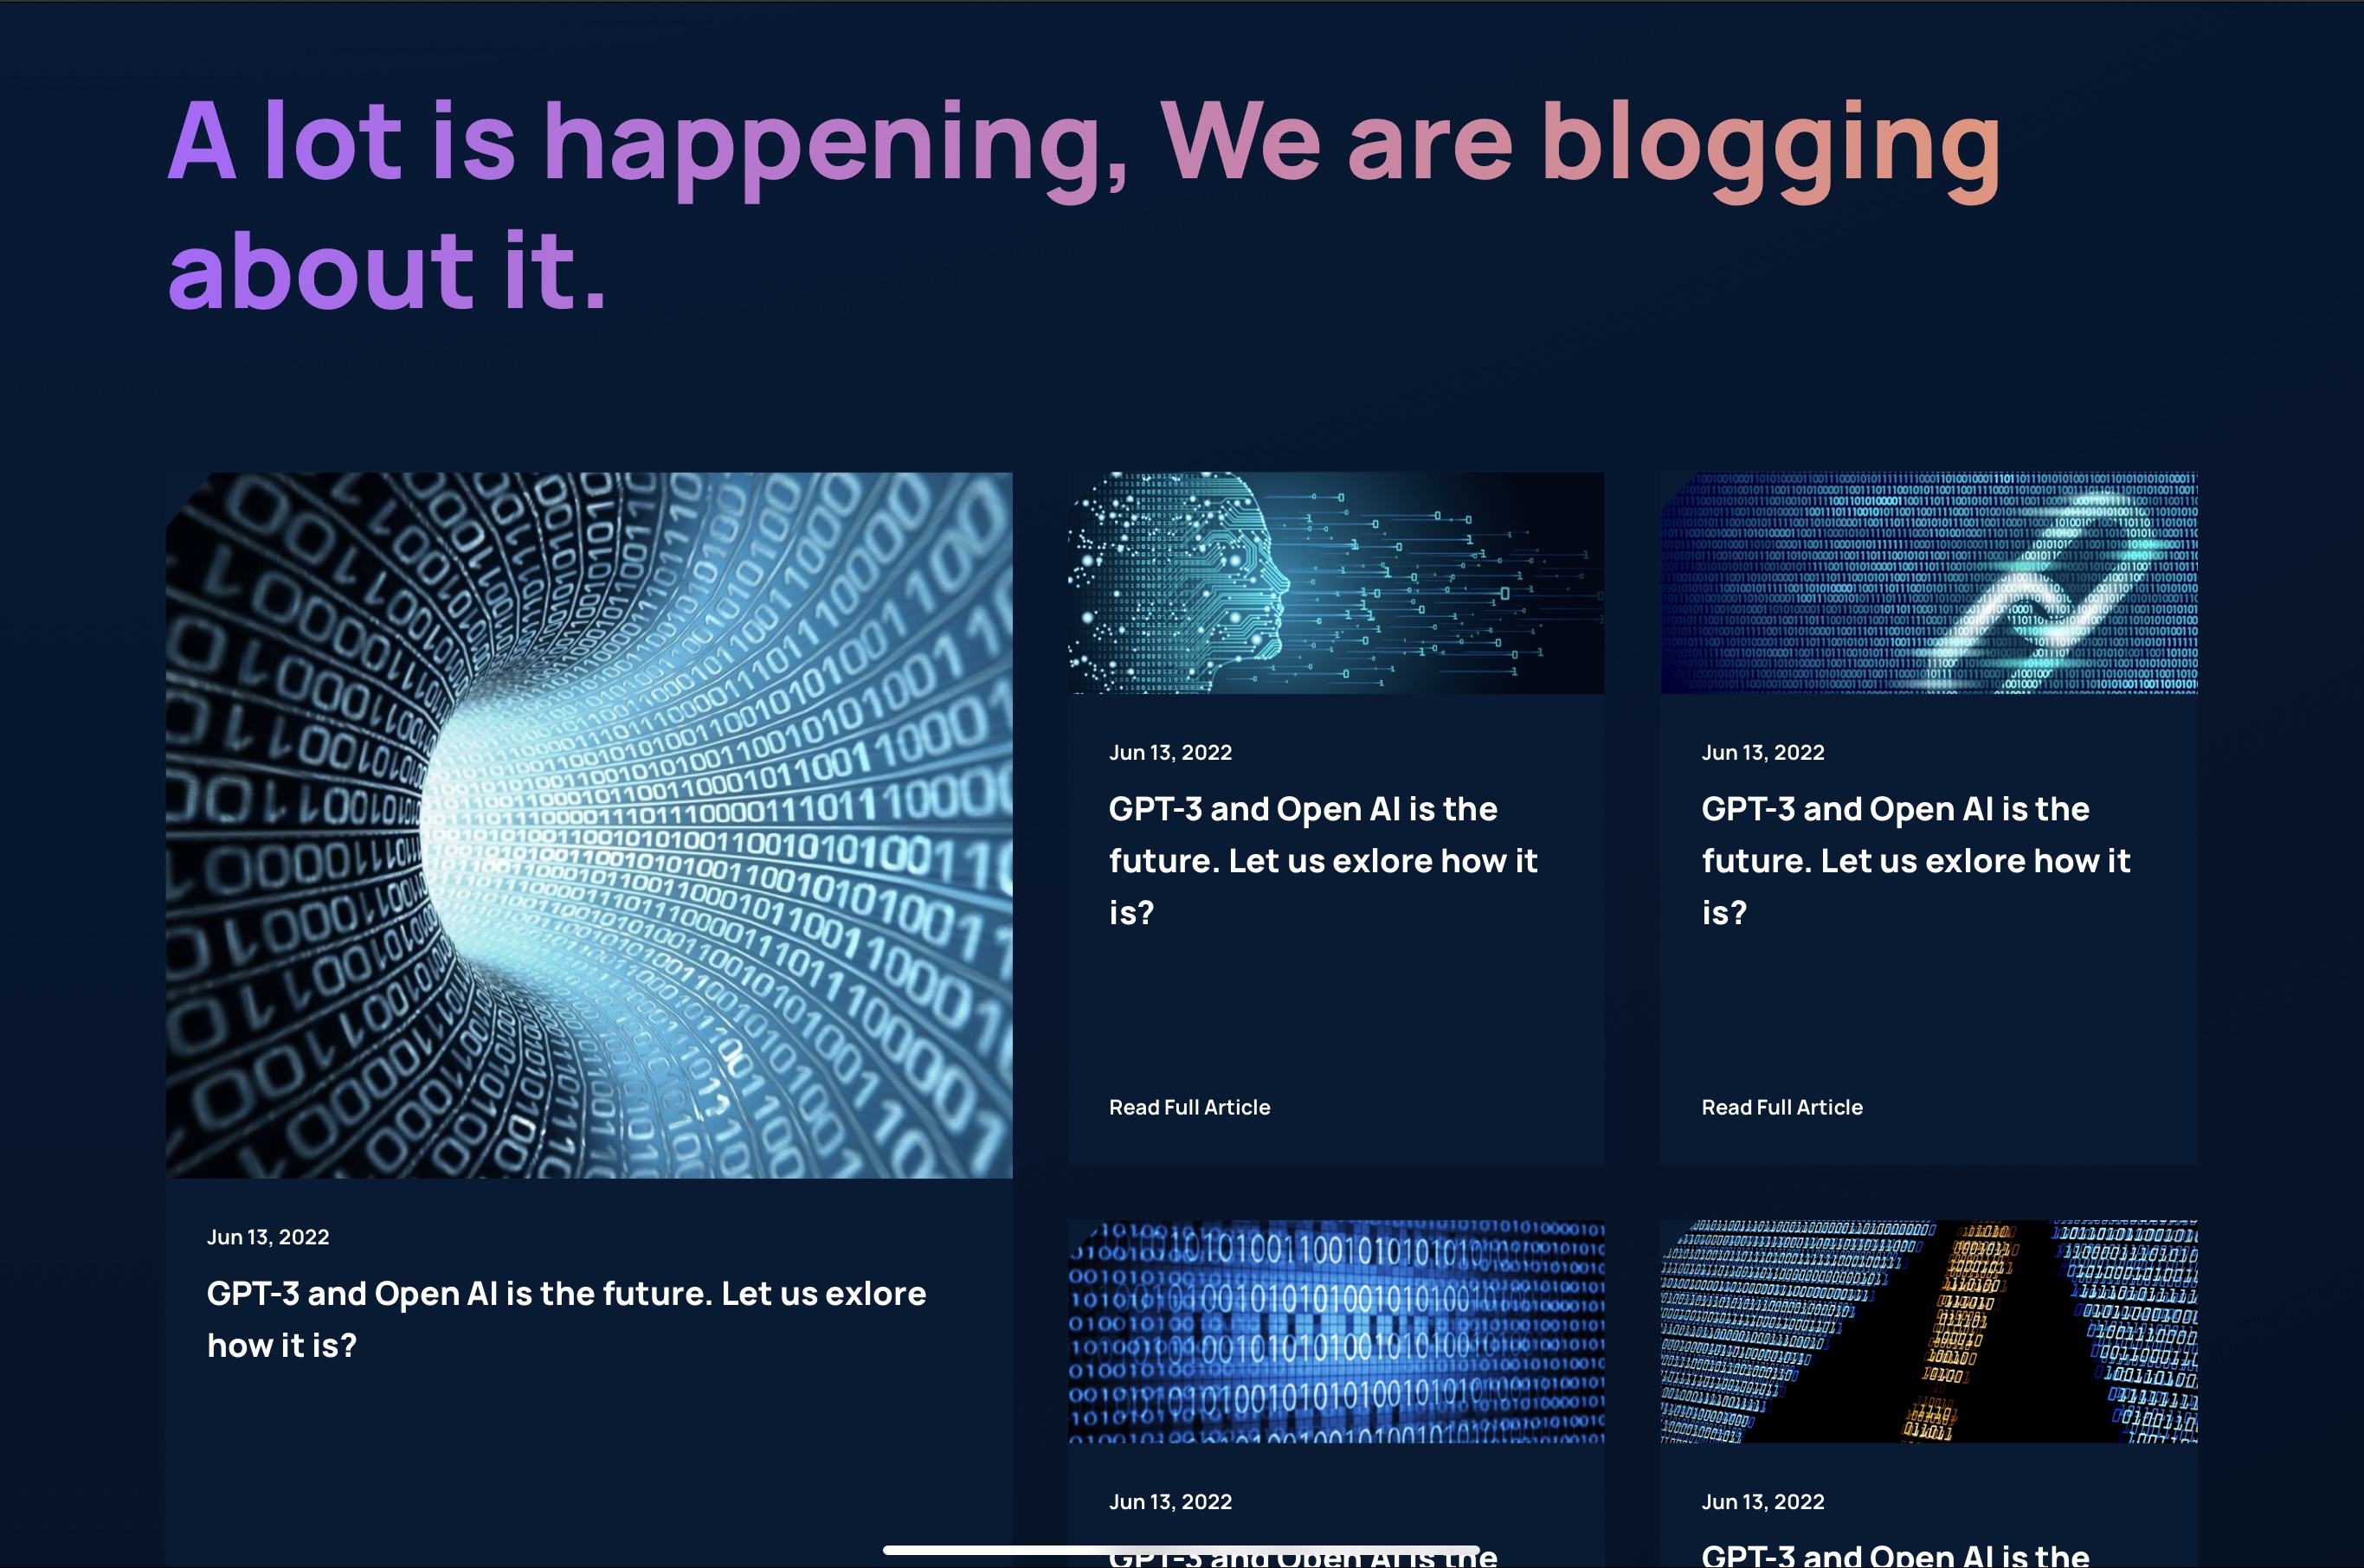 A lot is happening, We are blogging
about it.
Jun 13, 2022
GPT-3 and Open AI is the future. Let us exlore
how it is?
Jun 13, 2022
GPT-3 and Open AI is the
future. Let us exlore how it
is?
Read Full Article
Jun 13, 2022
GPT-3 and Open AI is the
future. Let us exlore how it
is?
Read Full Article
Jun 13, 2022
GPT-3 and Open AI is the
Jun 13, 2022
GPT-3 and Open AI is the